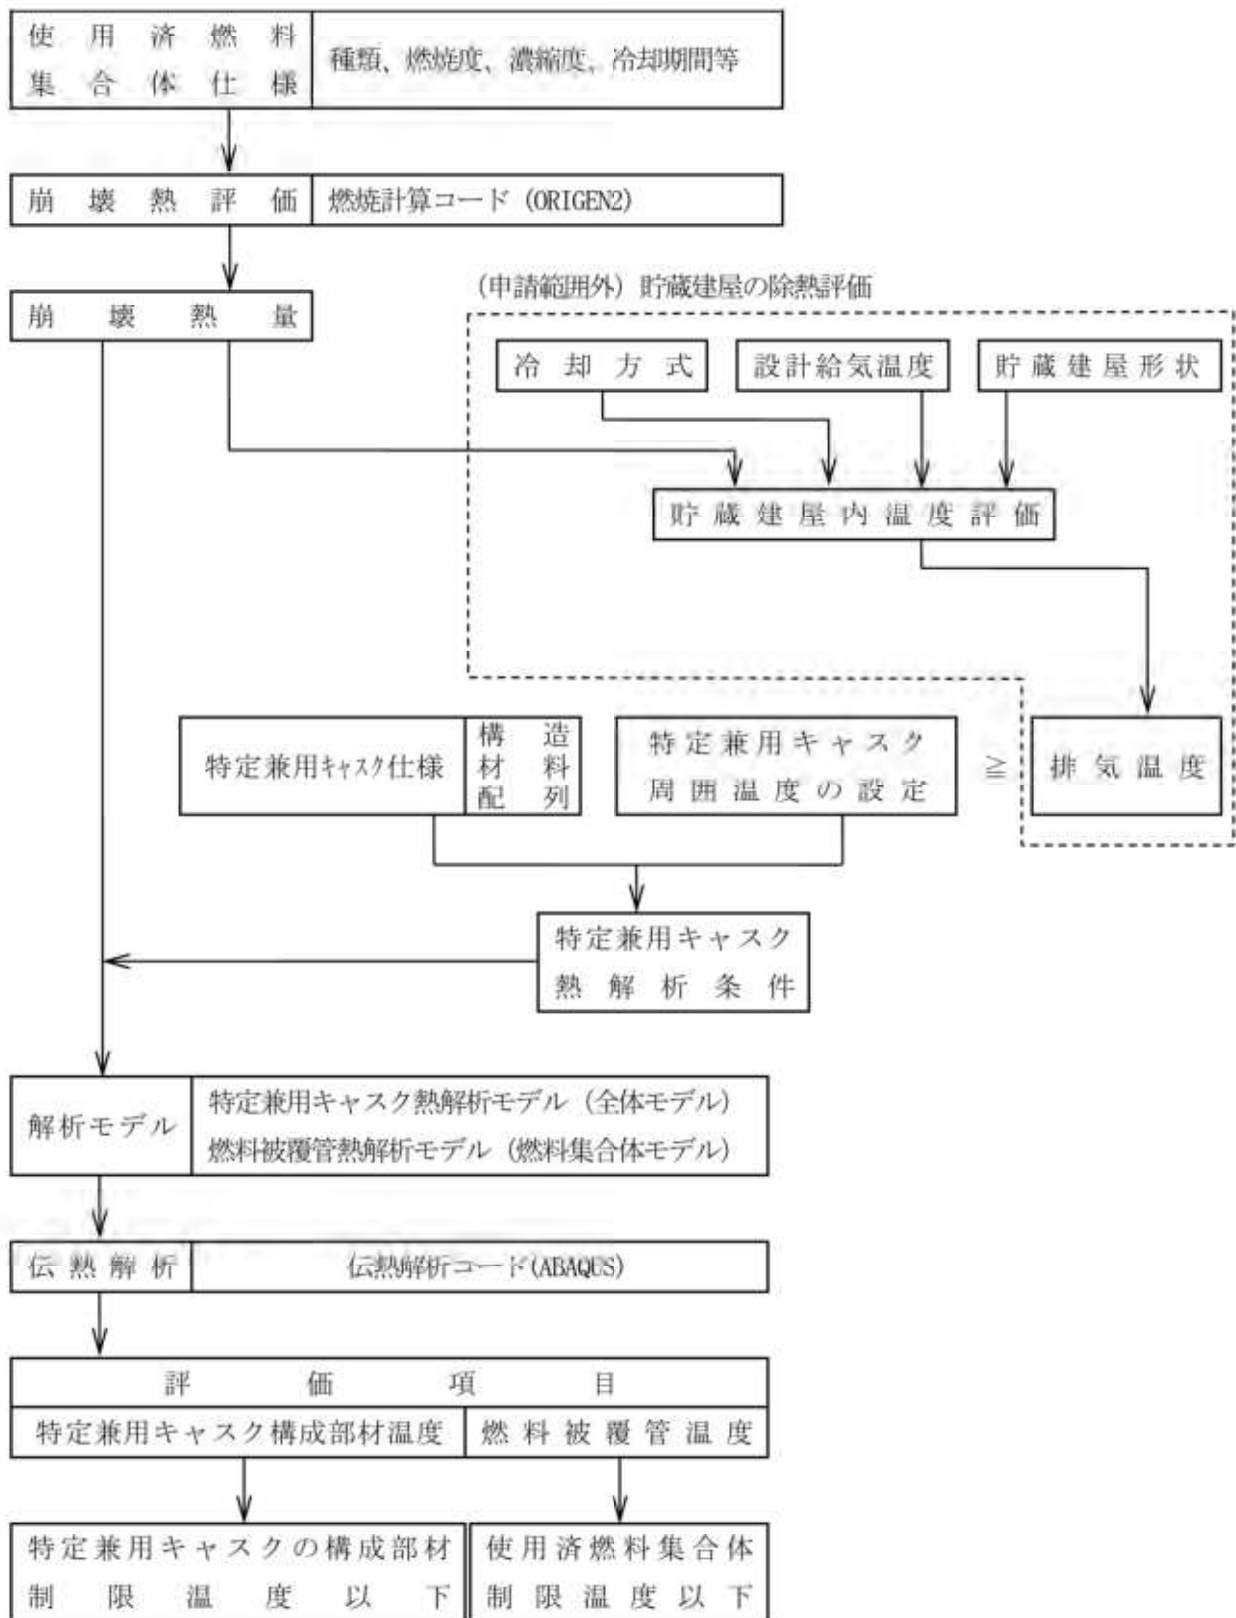 使用済燃料
集合体仕様
種類、燃焼度、濃縮度、冷却期間等
崩壊熱評価
燃焼計算コード(ORIGEN2)
崩壊熱量
(申請範囲外)貯蔵建屋の除熱評価
冷却方式
設計給気温度
貯蔵建屋形状
貯蔵建屋内温度評価
特定兼用キャスク仕様
構造
材料
配列
特定兼用キャスク
周囲温度の設定
≧
排気温度
特定兼用キャスク
熱解析条件
解析モデル
特定兼用キャスク熱解析モデル(全体モデル)
燃料被覆管熱解析モデル(燃料集合体モデル)
伝熱解析
伝熱解析コード(ABAQUS)
評価項目
特定兼用キャスク構成部材温度
燃料被覆管温度
特定兼用キャスクの構成部材
制限温度以下
使用済燃料集合体
制限温度以下